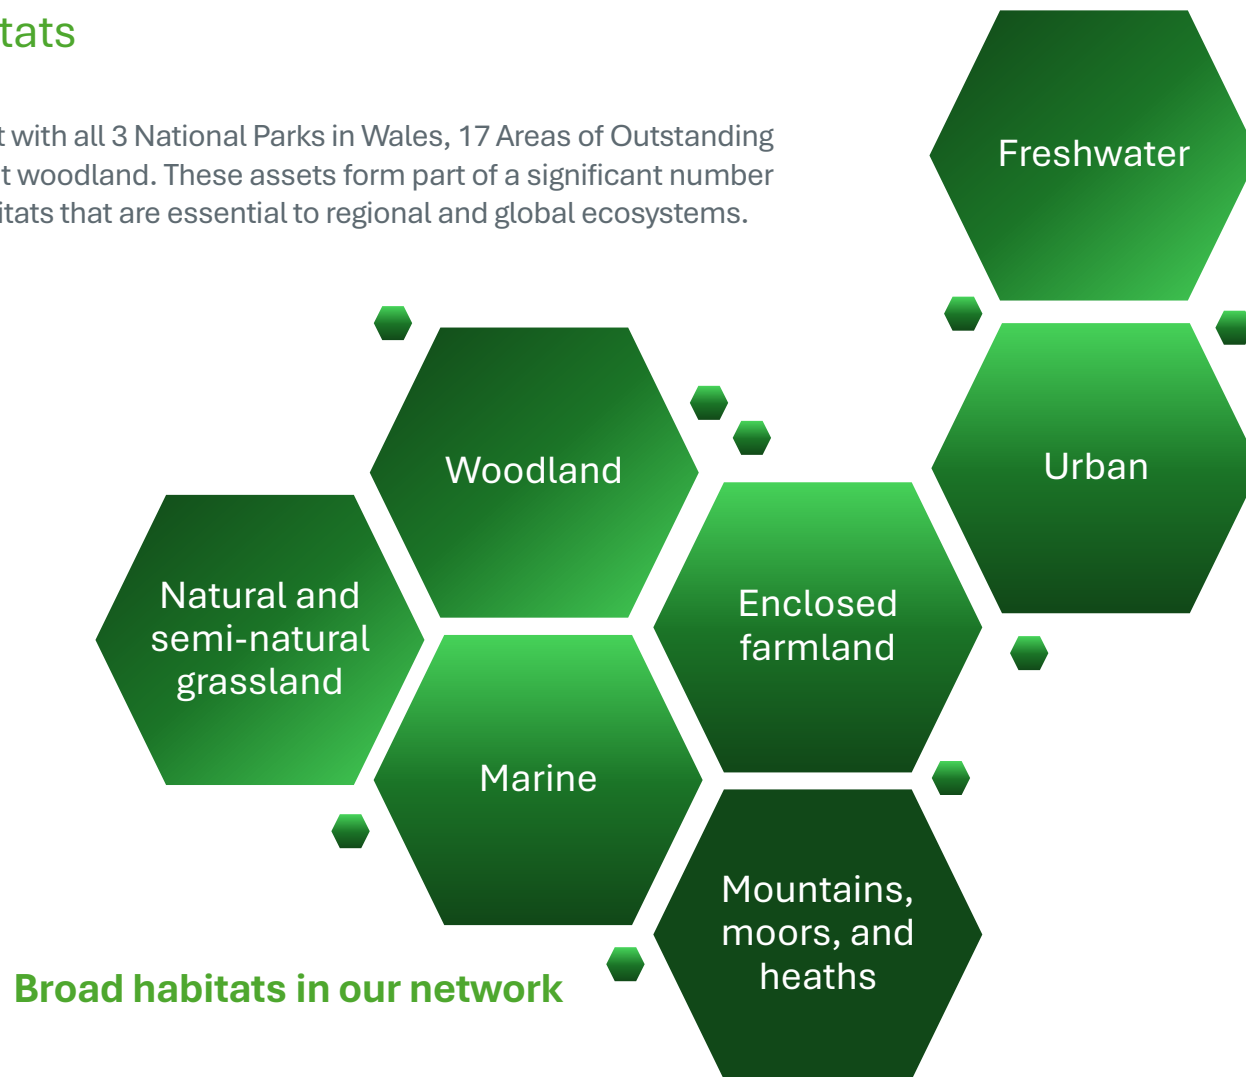 tats
t with all 3 National Parks in Wales, 17 Areas of Outstanding
t woodland. These assets form part of a significant number
itats that are essential to regional and global ecosystems.
Freshwater
Urban
Woodland
Enclosed
farmland
Natural and
semi-natural
grassland
Marine
Mountains,
moors, and
heaths
Broad habitats in our network